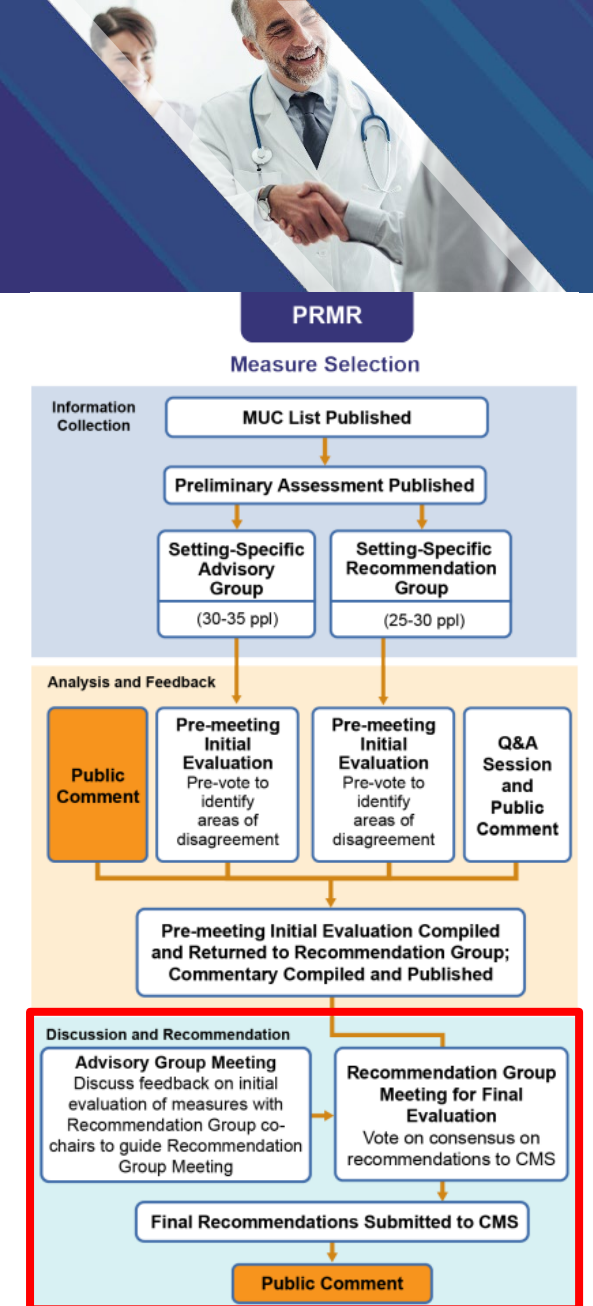 PRMR
Measure Selection
Information
Collection
MUC List Published
Preliminary Assessment Published
Setting-Specific
Advisory
Group
(30-35 ppl)
Setting-Specific
Recommendation
Group
(25-30 ppl)
Analysis and Feedback
Public
Comment
Pre-meeting
Initial
Evaluation
Pre-vote to
identify
areas of
disagreement
Pre-meeting
Initial
Evaluation
Pre-vote to
identify
areas of
disagreement
Q&A
Session
and
Public
Comment
Pre-meeting Initial Evaluation Compiled
and Returned to Recommendation Group;
Commentary Compiled and Published
Discussion and Recommendation
Advisory Group Meeting
Discuss feedback on initial
evaluation of measures with
Recommendation Group co-
chairs to guide Recommendation
Group Meeting
Recommendation Group
Meeting for Final
Evaluation
Vote on consensus on
recommendations to CMS
Final Recommendations Submitted to CMS
Public Comment